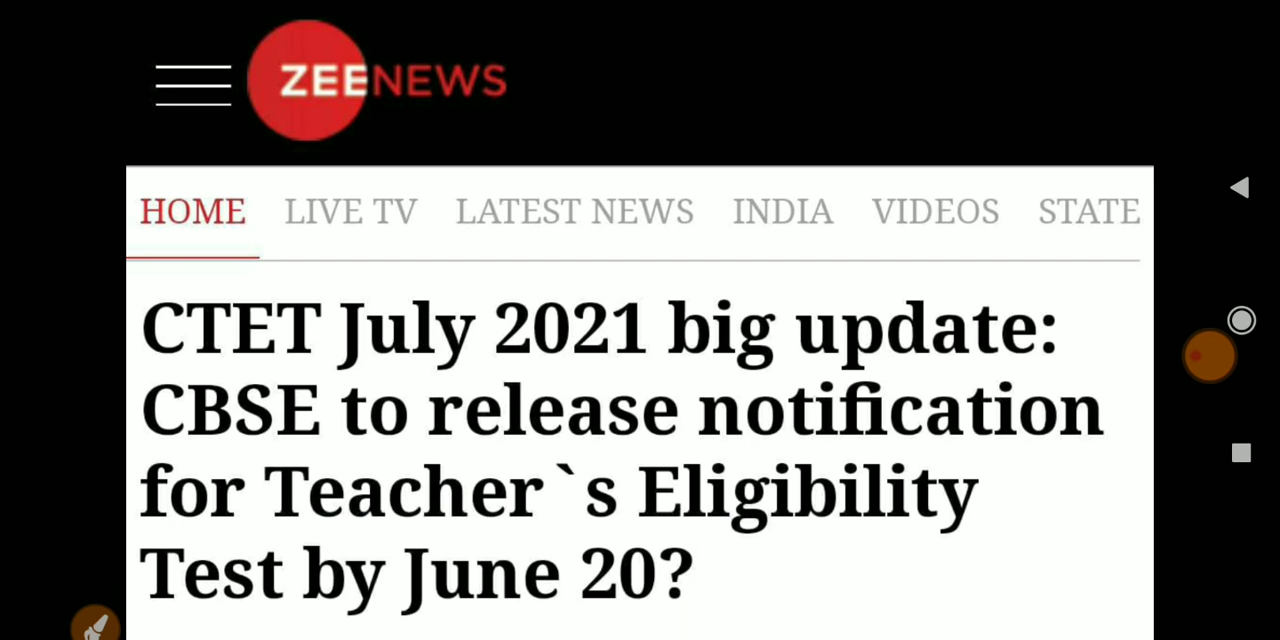 ZEENEWS
HOME LIVE TV LATEST NEWS INDIA VIDEOS STATE
CTET July 2021 big update:
CBSE to release notification
for Teacher`s Eligibility
Test by June 20?